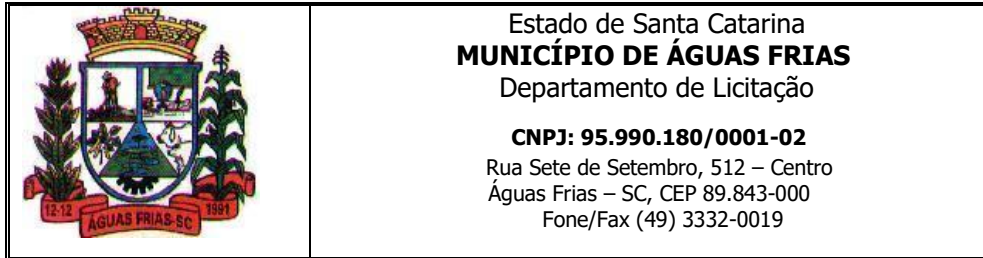 12-12
ÁGUAS FRIAS-SC
1991
Estado de Santa Catarina
MUNICÍPIO DE ÁGUAS FRIAS
Departamento de Licitação
CNPJ: 95.990.180/0001-02
Rua Sete de Setembro, 512 – Centro
Águas Frias – SC, CEP 89.843-000
Fone/Fax (49) 3332-0019